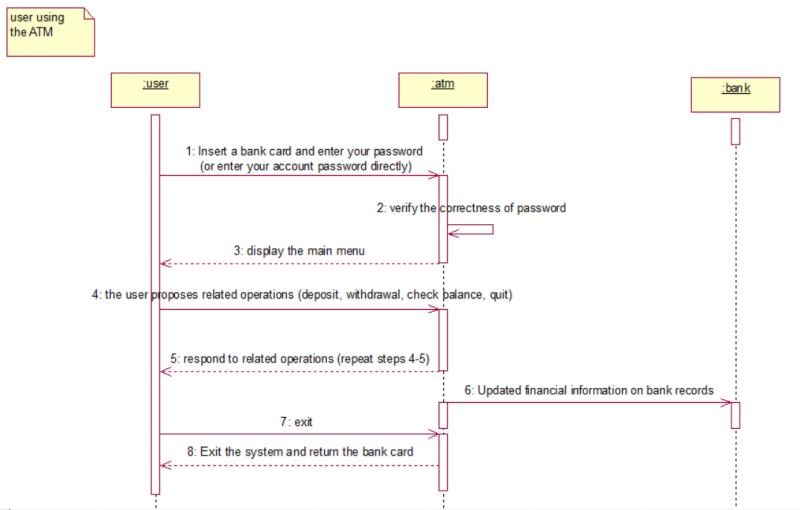 user using
the ATM
:user
:atm
:bank
1: Insert a bank card and enter your password
(or enter your account password directly)
2: verify the correctness of password
3: display the main menu
4: the user proposes related operations (deposit, withdrawal, check balance, quit)
5: respond to related operations (repeat steps 4-5)
6: Updated financial information on bank records
7: exit
8: Exit the system and return the bank card